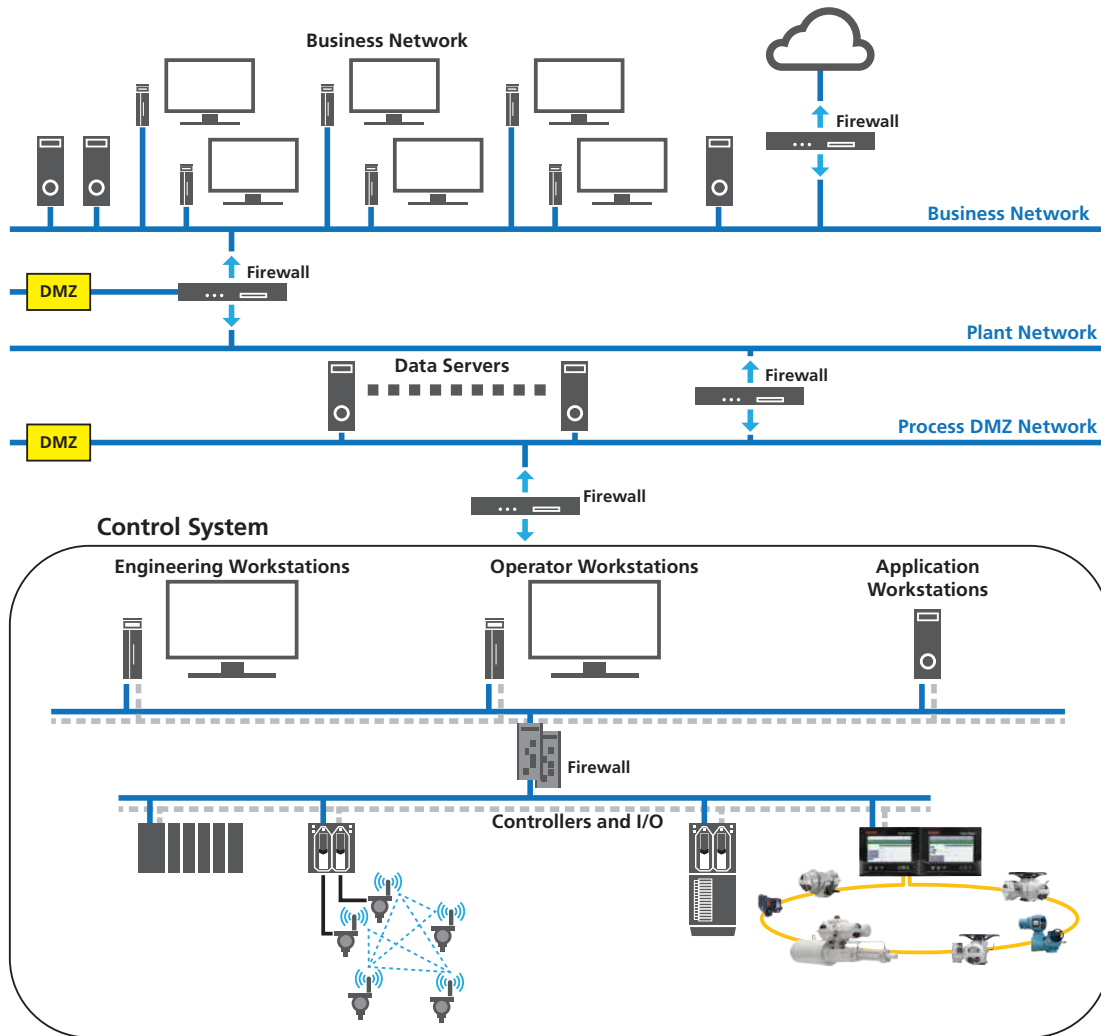 Business Network
Firewall
Business Network
Firewall
DMZ
Plant Network
Data Servers
Firewall
DMZ
Process DMZ Network
Firewall
Control System
Engineering Workstations
Operator Workstations
Application
Workstations
Firewall
Controllers and I/O